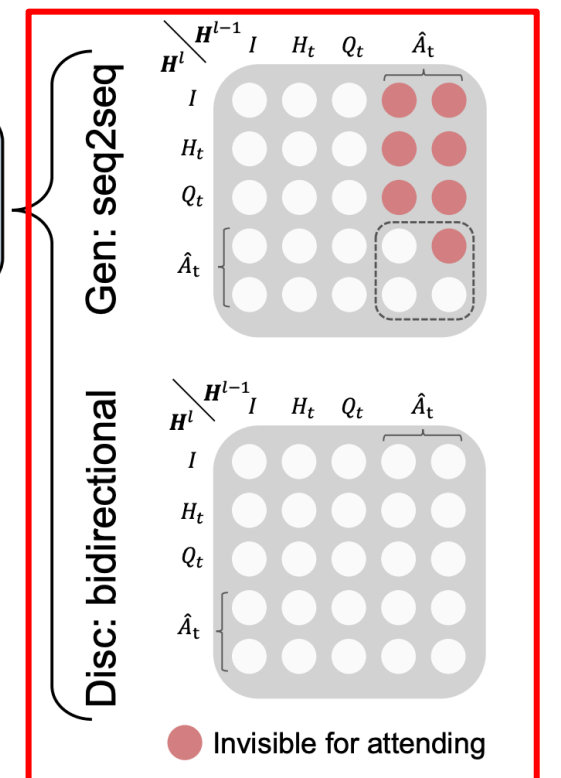 Gen: seq2seq
H^{l-1}
H^l
I H_t Q_t Â_t
I
H_t
Q_t
Â_t
Disc: bidirectional
H^{l-1}
H^l
I H_t Q_t Â_t
I
H_t
Q_t
Â_t
Invisible for attending